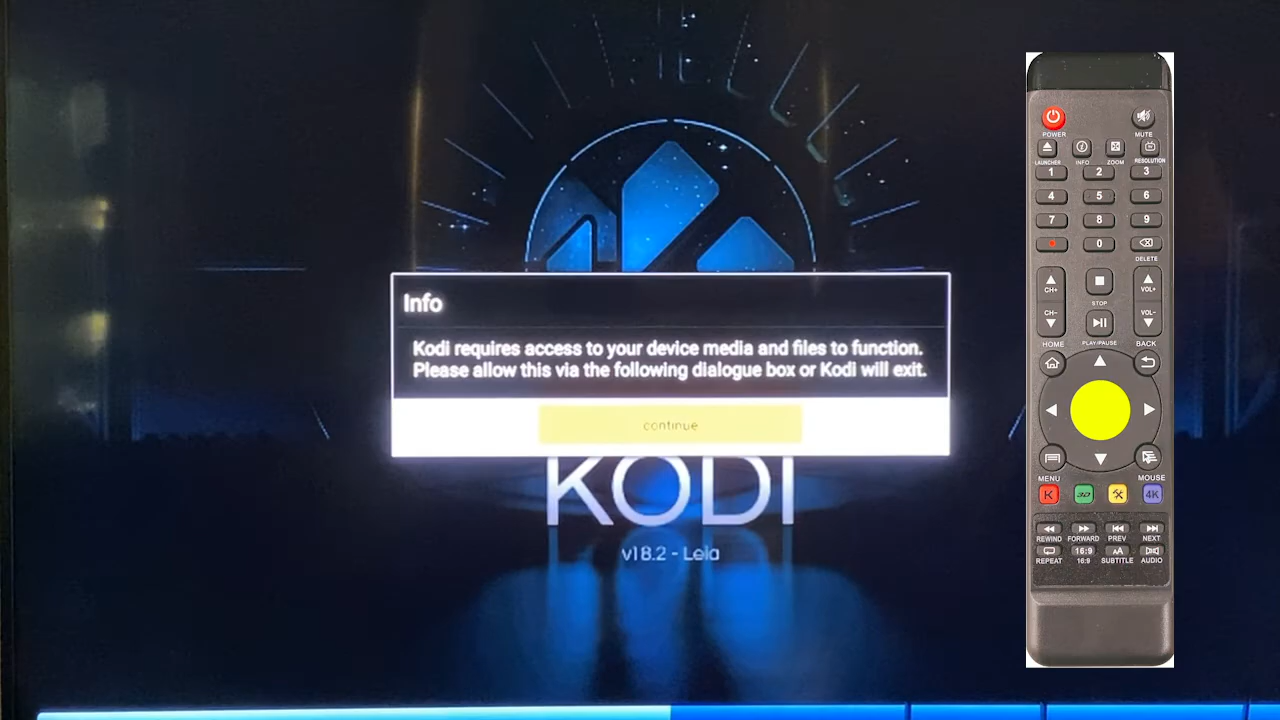 Info
Kodi requires access to your device media and files to function.
Please allow this via the following dialogue box or Kodi will exit.
continue
KODI
v18.2 - Leia
POWER MUTE
LAUNCHER INFO ZOOM RESOLUTION
1 2 3
4 5 6
7 8 9
0
DELETE
CH+ VOL+
STOP
CH- VOL-
HOME PLAY/PAUSE BACK
MENU MOUSE
K 3D 4K
REWIND FORWARD PREV NEXT
16:9 AA
REPEAT 16:9 SUBTITLE AUDIO